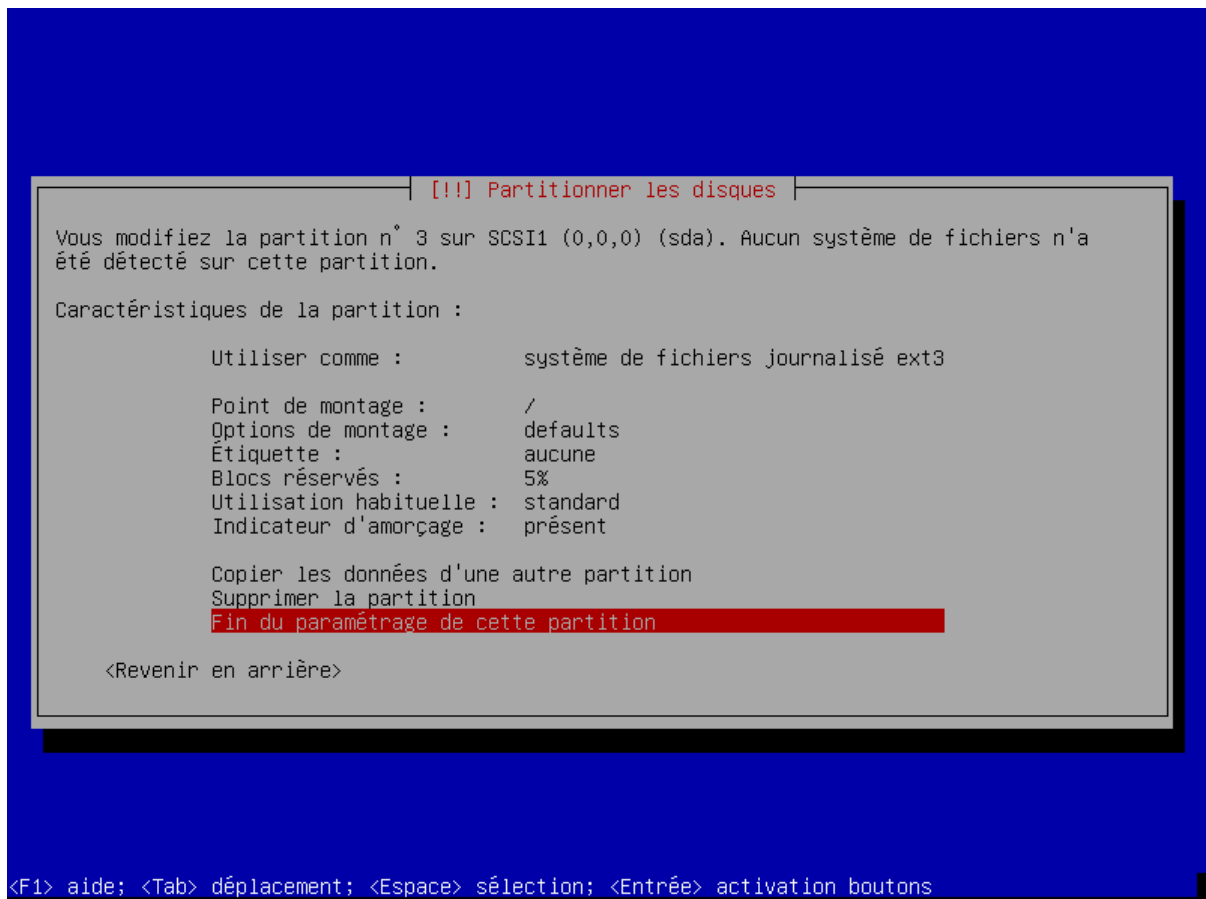 [!!] Partitionner les disques
Vous modifiez la partition n° 3 sur SCSI1 (0,0,0) (sda). Aucun système de fichiers n'a
été détecté sur cette partition.
Caractéristiques de la partition :
Utiliser comme : système de fichiers journalisé ext3
Point de montage : /
Options de montage : defaults
Étiquette : aucune
Blocs réservés : 5%
Utilisation habituelle : standard
Indicateur d'amorçage : présent
Copier les données d'une autre partition
Supprimer la partition
Fin du paramétrage de cette partition
<Revenir en arrière>
<F1> aide; <Tab> déplacement; <Espace> sélection; <Entrée> activation boutons